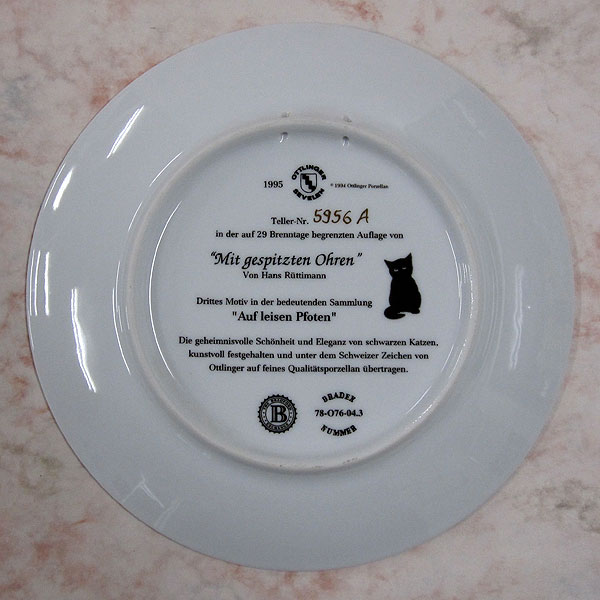 1995 OTTLINGER SEVELEN © 1994 Ottlinger Porzellan
Teller-Nr. 5956 A
in der auf 29 Brenntage begrenzten Auflage von
"Mit gespitzten Ohren"
Von Hans Rüttimann
Drittes Motiv in der bedeutenden Sammlung
"Auf leisen Pfoten"
Die geheimnisvolle Schönheit und Eleganz von schwarzen Katzen,
kunstvoll festgehalten und unter dem Schweizer Zeichen von
Ottlinger auf feines Qualitätsporzellan übertragen.
B
BRADEX
78-O76-04.3
NUMMER